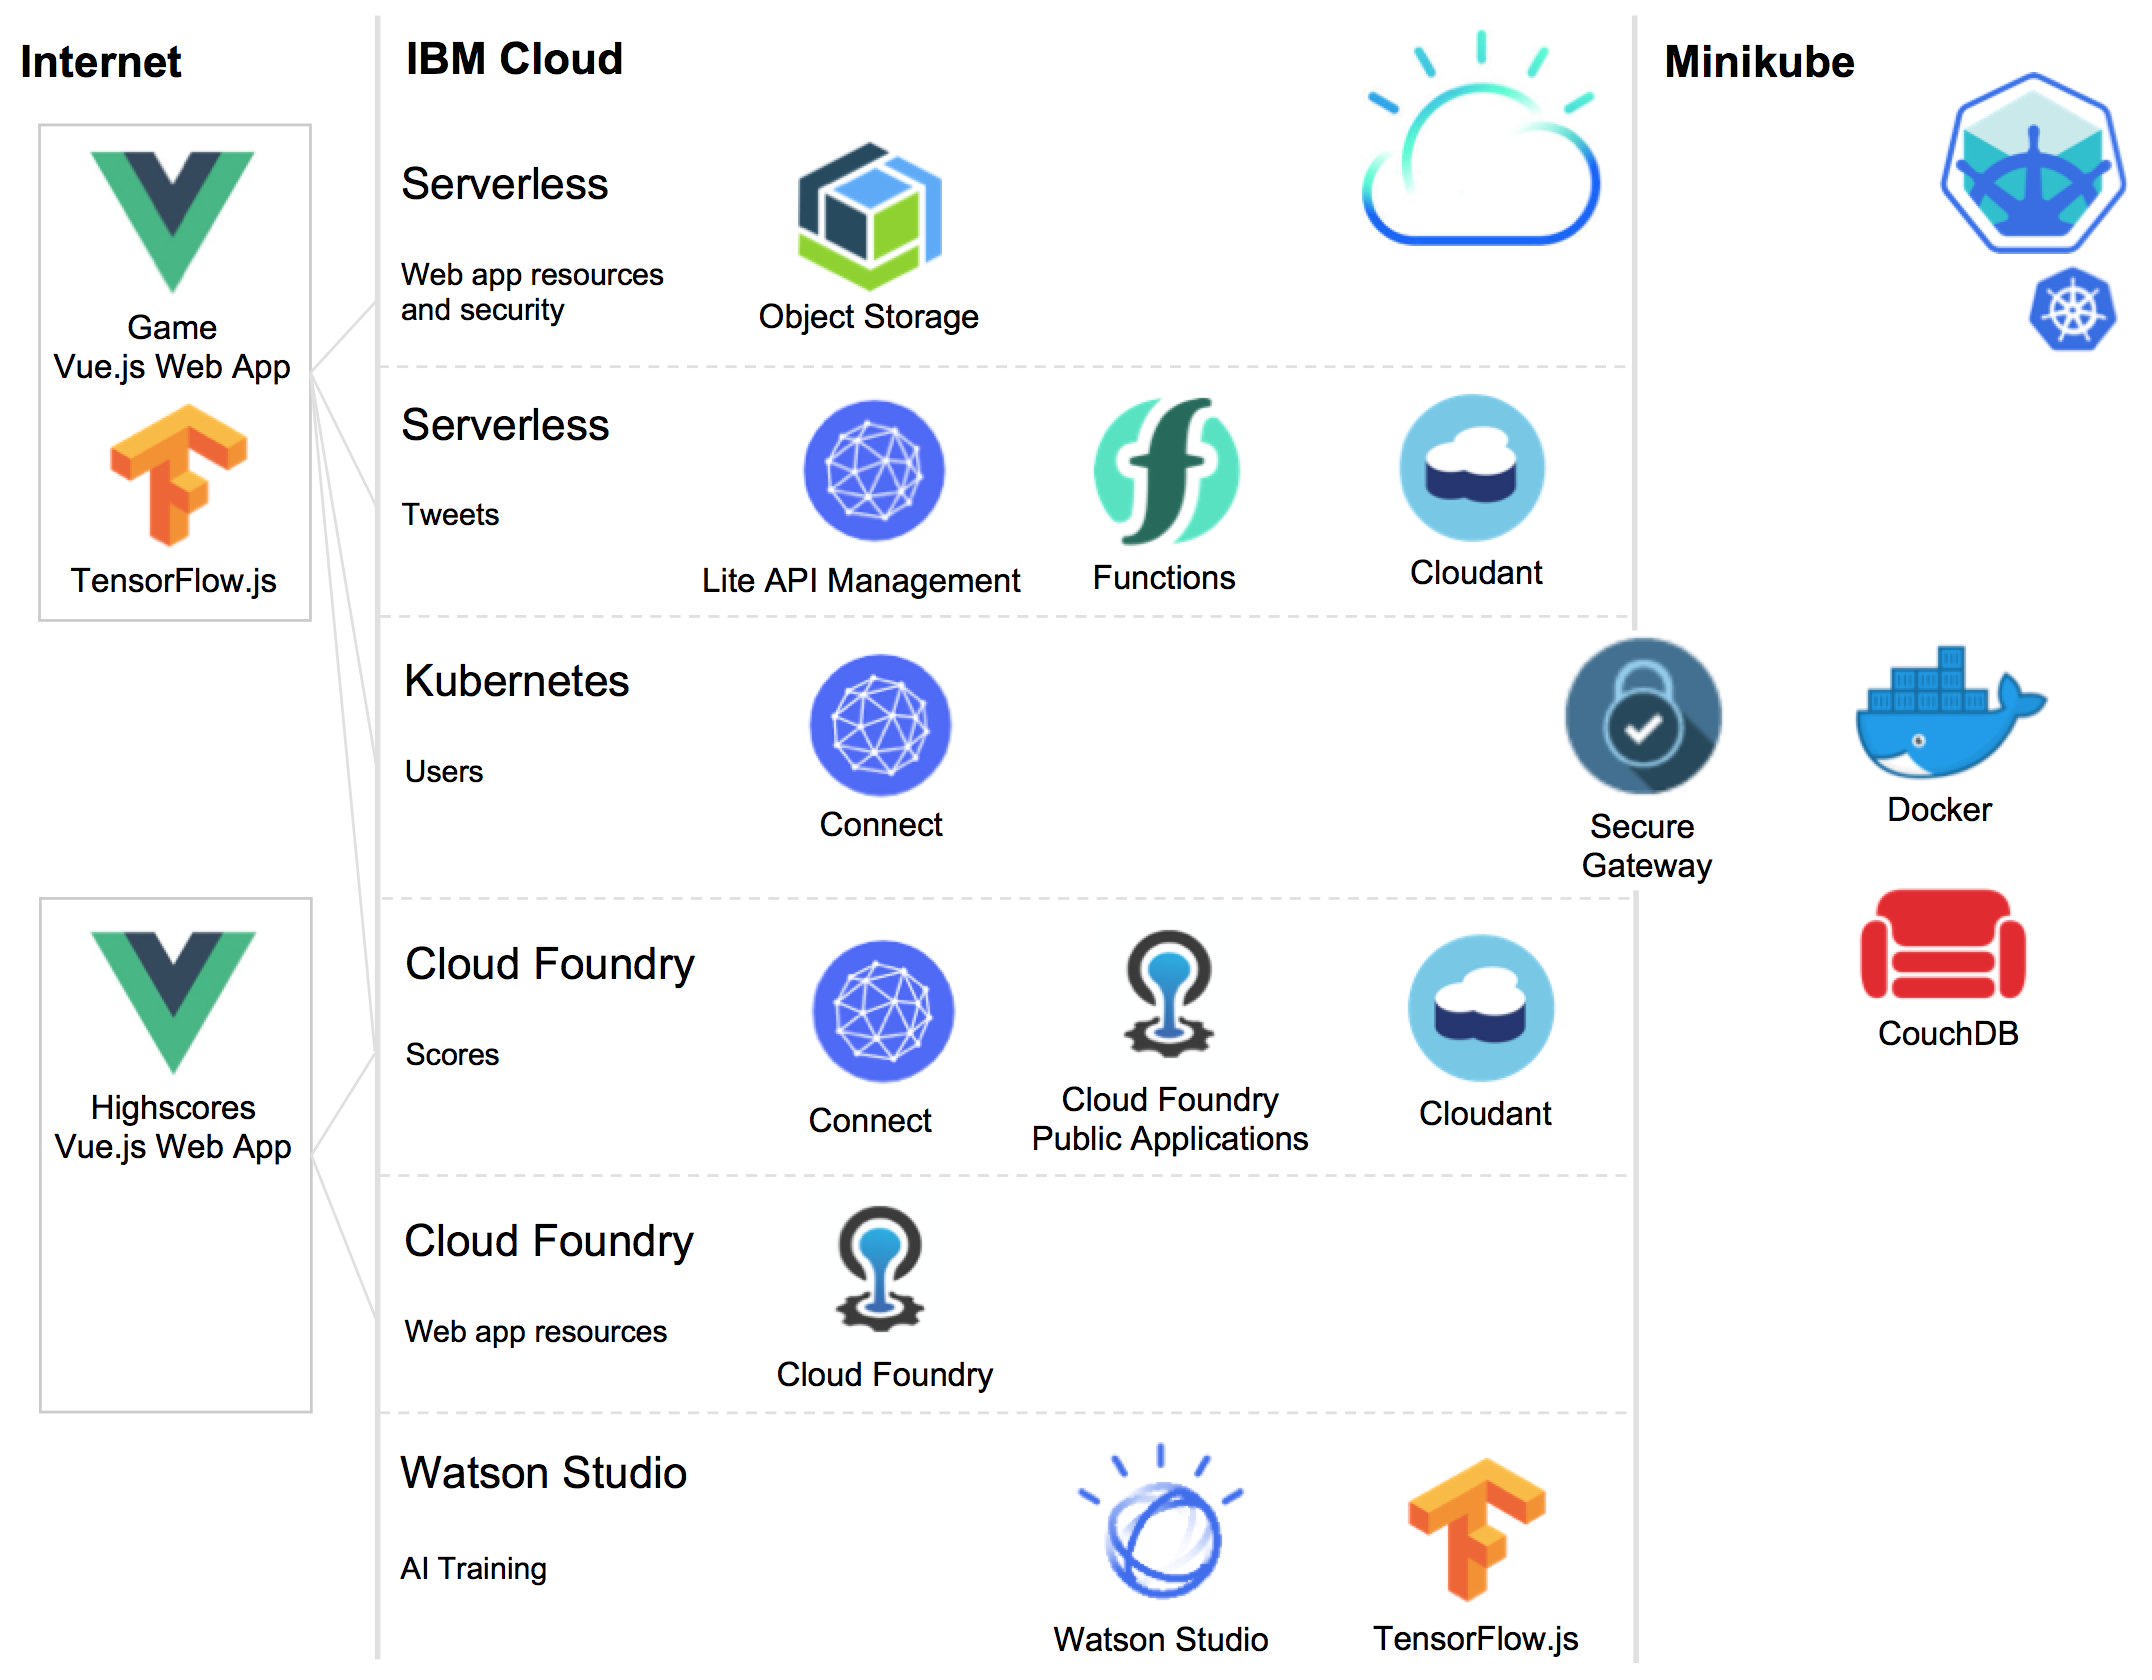 Internet
IBM Cloud
Minikube
Game
Vue.js Web App
TensorFlow.js
Serverless
Web app resources
and security
Object Storage
Serverless
Tweets
Lite API Management
Functions
Cloudant
Kubernetes
Users
Connect
Secure
Gateway
Docker
CouchDB
Highscores
Vue.js Web App
Cloud Foundry
Scores
Connect
Cloud Foundry
Public Applications
Cloudant
Cloud Foundry
Web app resources
Cloud Foundry
Watson Studio
AI Training
Watson Studio
TensorFlow.js